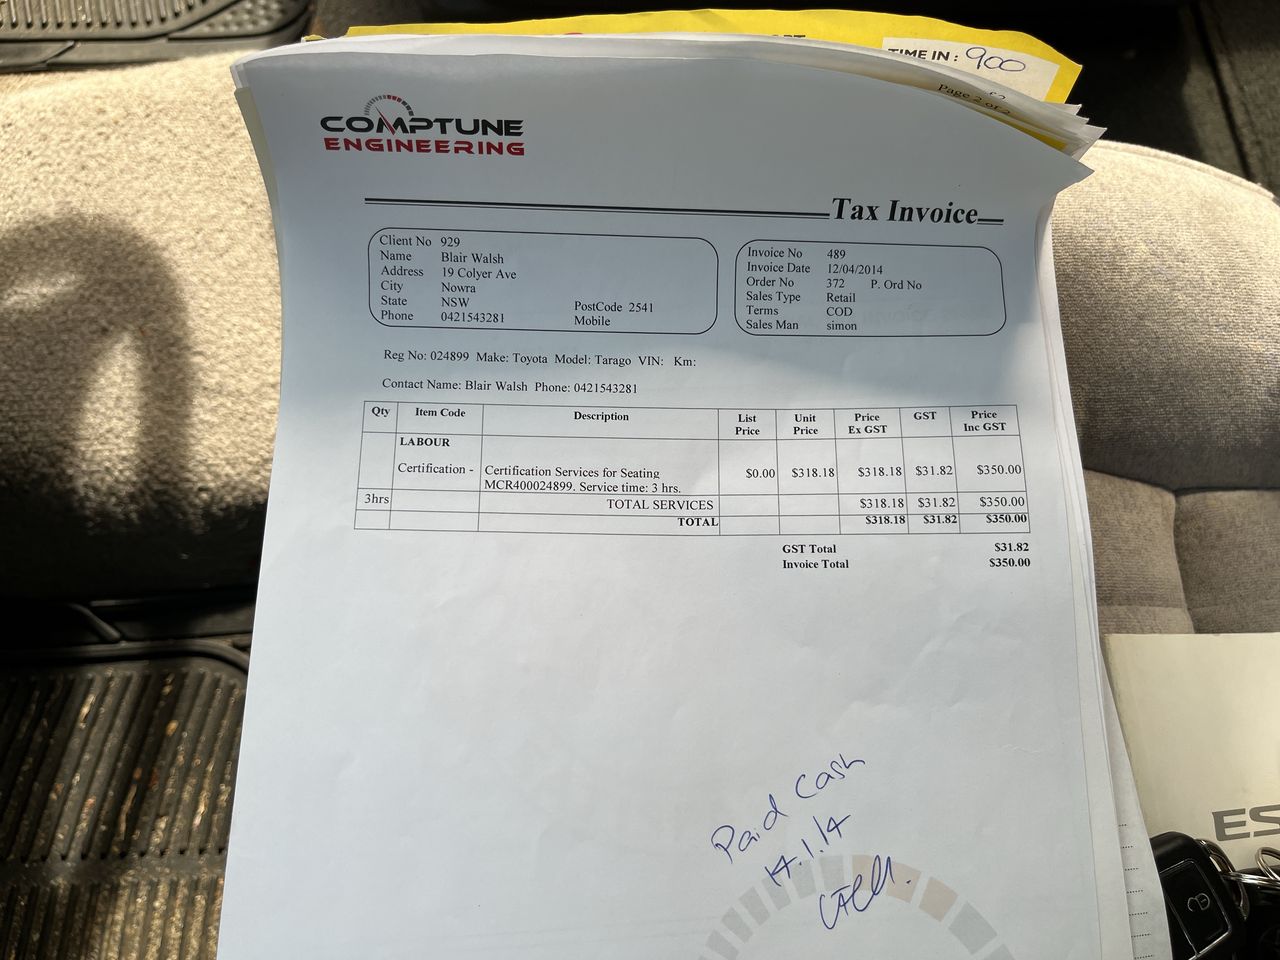 TIME IN : 900
Page 2 of 2
COMPTUNE
ENGINEERING
Tax Invoice
Client No 929
Name Blair Walsh
Address 19 Colyer Ave
City Nowra
State NSW PostCode 2541
Phone 0421543281 Mobile
Invoice No 489
Invoice Date 12/04/2014
Order No 372 P. Ord No
Sales Type Retail
Terms COD
Sales Man simon
Reg No: 024899 Make: Toyota Model: Tarago VIN: Km:
Contact Name: Blair Walsh Phone: 0421543281
Qty Item Code Description List Price Unit Price Price Ex GST GST Price Inc GST
LABOUR
Certification - Certification Services for Seating $0.00 $318.18 $318.18 $31.82 $350.00
MCR400024899. Service time: 3 hrs.
3hrs TOTAL SERVICES $318.18 $31.82 $350.00
TOTAL $318.18 $31.82 $350.00
GST Total $31.82
Invoice Total $350.00
Paid Cash
14.1.14
ES